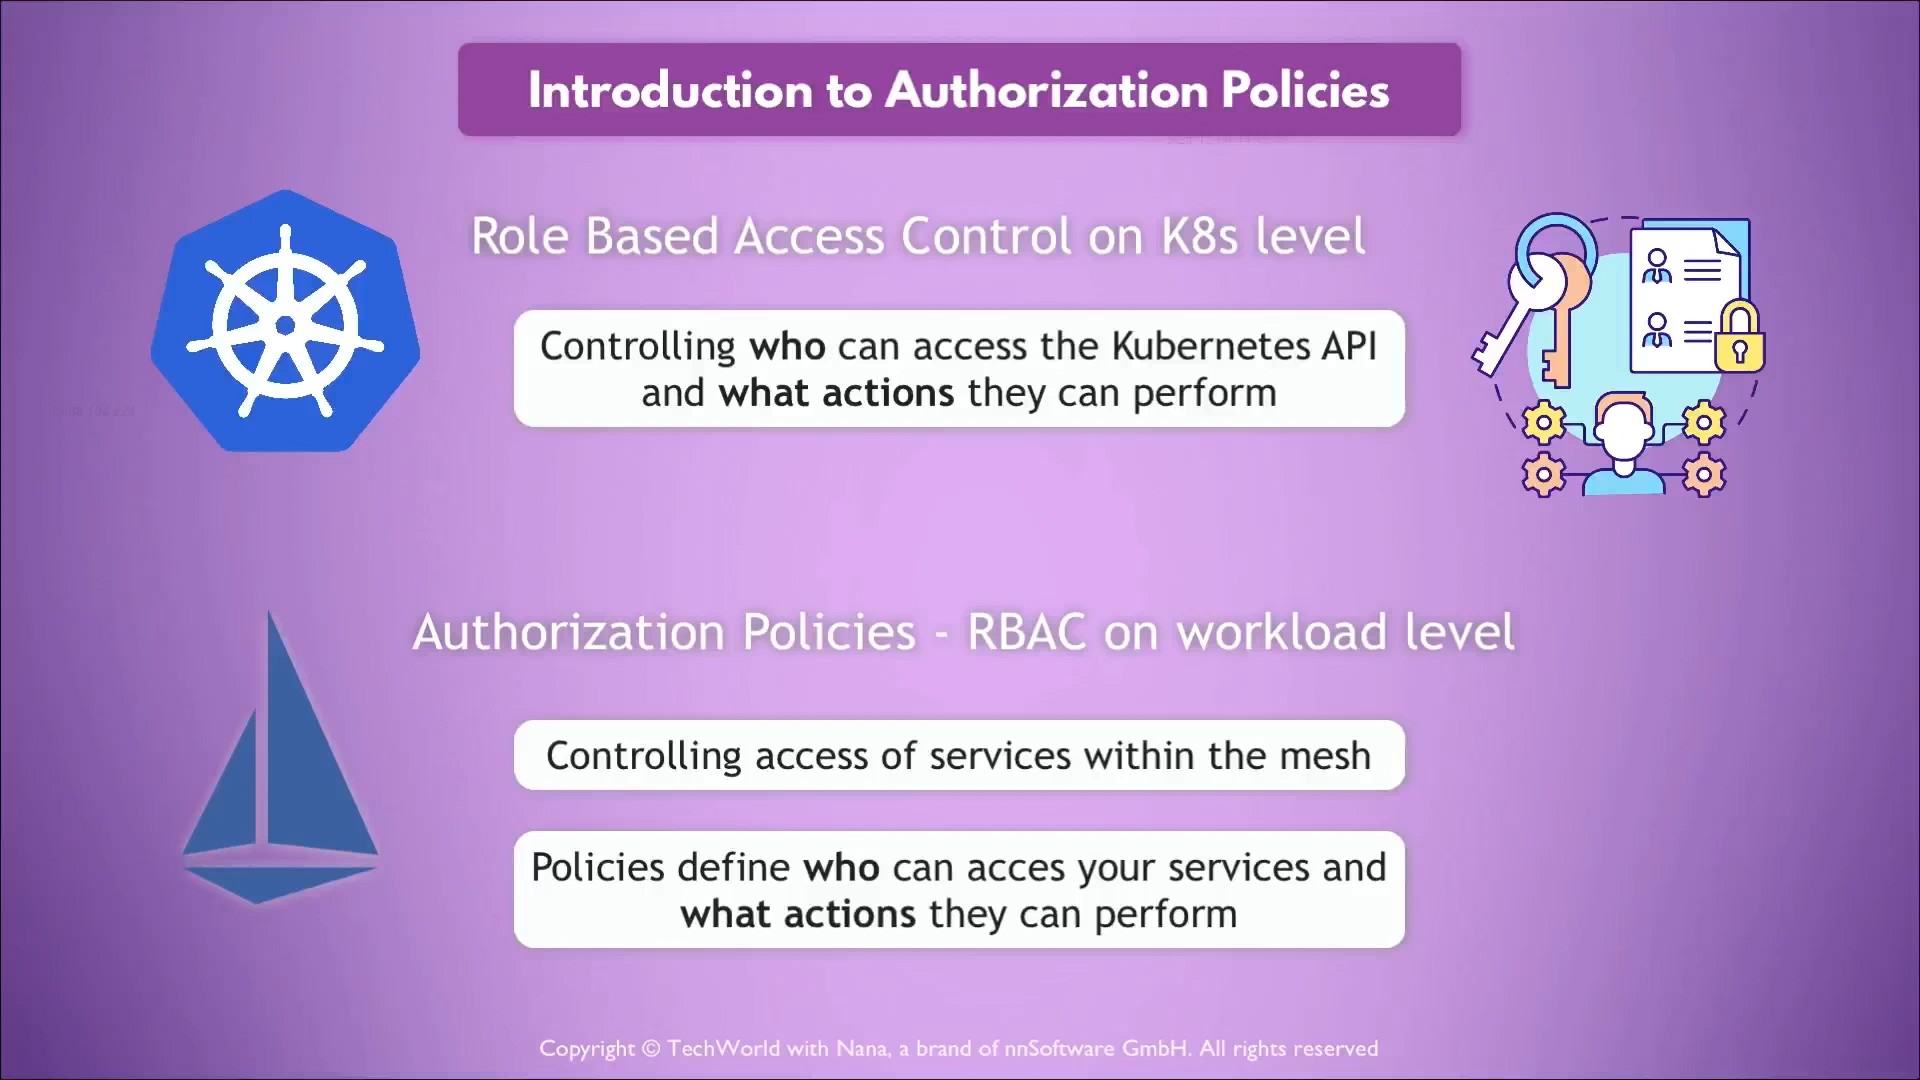 Introduction to Authorization Policies
Role Based Access Control on K8s level
Controlling who can access the Kubernetes API
and what actions they can perform
Authorization Policies - RBAC on workload level
Controlling access of services within the mesh
Policies define who can acces your services and
what actions they can perform
Copyright © TechWorld with Nana, a brand of nnSoftware GmbH. All rights reserved